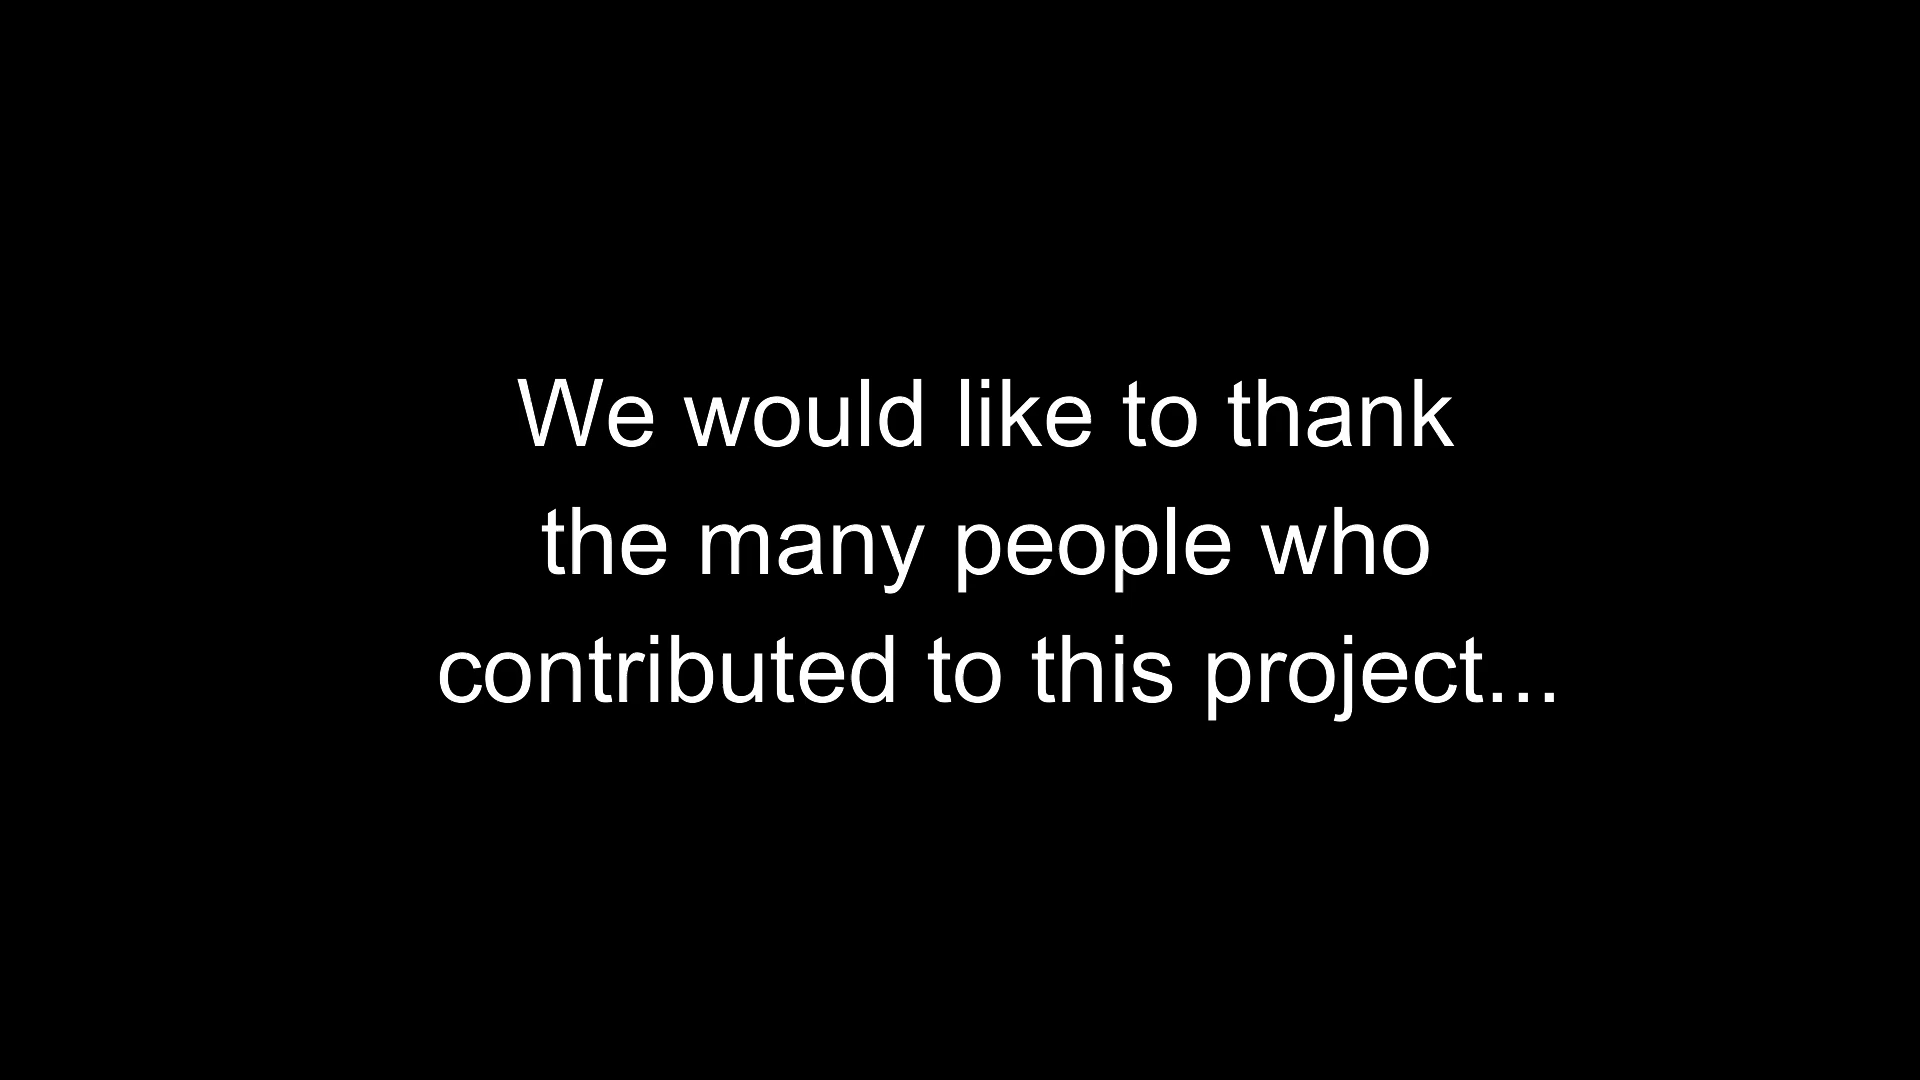 We would like to thank
the many people who
contributed to this project...